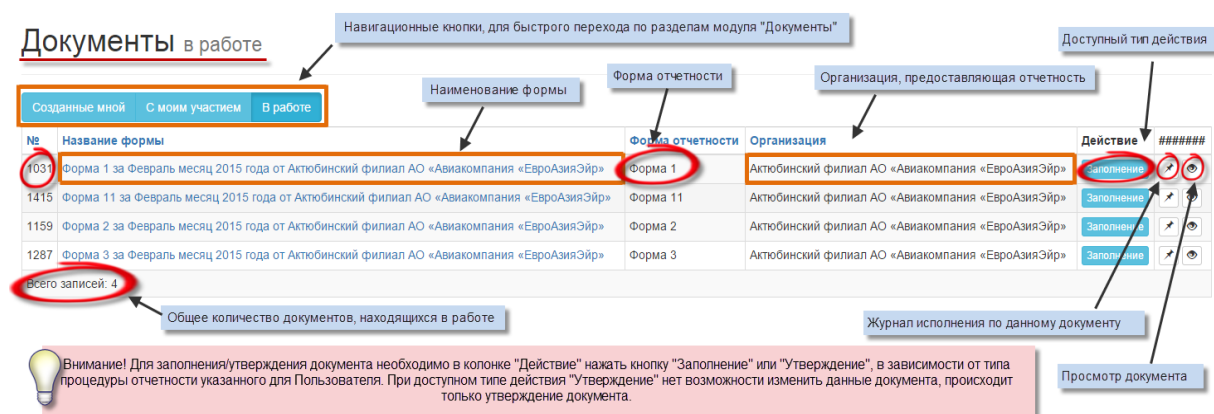 Навигационные кнопки, для быстрого перехода по разделам модуля "Документы"
Документы в работе
Доступный тип действия
Форма отчетности
Организация, предоставляющая отчетность
Наименование формы
Созданные мной С моим участием В работе
№ Название формы Форма отчетности Организация Действие #######
1031 Форма 1 за Февраль месяц 2015 года от Актюбинский филиал АО «Авиакомпания «ЕвроАзияЭйр» Форма 1 Актюбинский филиал АО «Авиакомпания «ЕвроАзияЭйр» Заполнение
1415 Форма 11 за Февраль месяц 2015 года от Актюбинский филиал АО «Авиакомпания «ЕвроАзияЭйр» Форма 11 Актюбинский филиал АО «Авиакомпания «ЕвроАзияЭйр» Заполнение
1159 Форма 2 за Февраль месяц 2015 года от Актюбинский филиал АО «Авиакомпания «ЕвроАзияЭйр» Форма 2 Актюбинский филиал АО «Авиакомпания «ЕвроАзияЭйр» Заполнение
1287 Форма 3 за Февраль месяц 2015 года от Актюбинский филиал АО «Авиакомпания «ЕвроАзияЭйр» Форма 3 Актюбинский филиал АО «Авиакомпания «ЕвроАзияЭйр» Заполнение
Всего записей: 4
Общее количество документов, находящихся в работе
Журнал исполнения по данному документу
Просмотр документа
Внимание! Для заполнения/утверждения документа необходимо в колонке "Действие" нажать кнопку "Заполнение" или "Утверждение", в зависимости от типа
процедуры отчетности указанного для Пользователя. При доступном типе действия "Утверждение" нет возможности изменить данные документа, происходит
только утверждение документа.